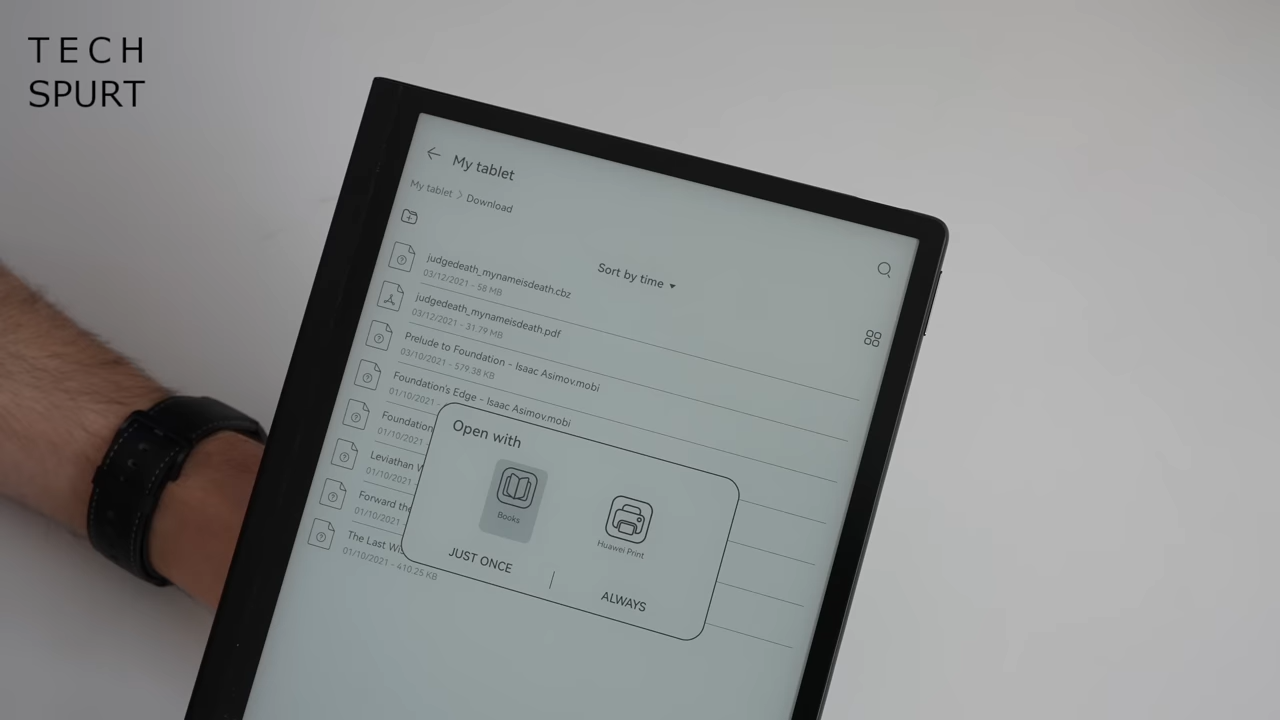 TECH
SPURT
My tablet
My tablet > Download
Sort by time
judgedeath_mynameisdeath.cbz
03/12/2021 - 58 MB
judgedeath_mynameisdeath.pdf
03/12/2021 - 31.79 MB
Prelude to Foundation - Isaac Asimov.mobi
03/10/2021 - 579.38 KB
Foundation's Edge - Isaac Asimov.mobi
01/10/2021 -
Foundation
01/10/2021
Leviathan W
01/10/2021
Forward the
01/10/2021 -
The Last
01/10/2021 - 410.25 KB
Open with
Books
Huawei Print
JUST ONCE
ALWAYS